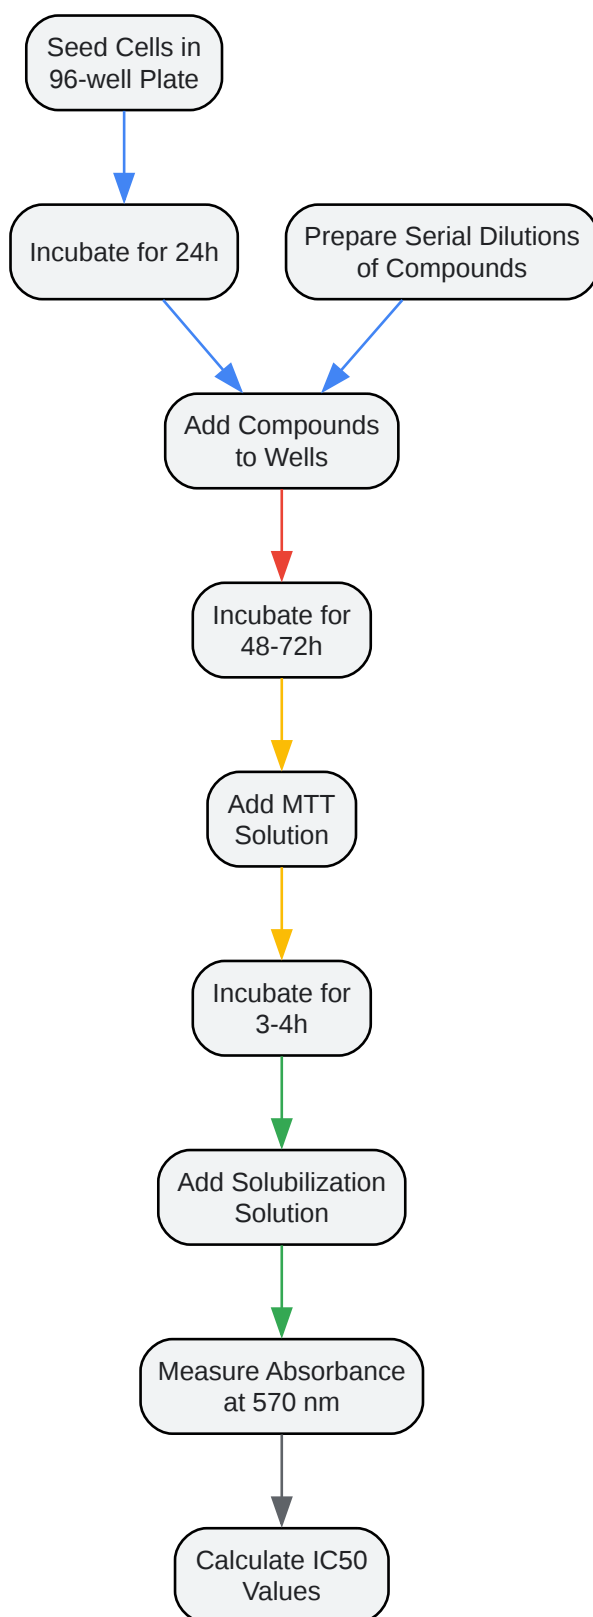 Seed Cells in
96-well Plate
Incubate for 24h
Prepare Serial Dilutions
of Compounds
Add Compounds
to Wells
Incubate for
48-72h
Add MTT
Solution
Incubate for
3-4h
Add Solubilization
Solution
Measure Absorbance
at 570 nm
Calculate IC50
Values